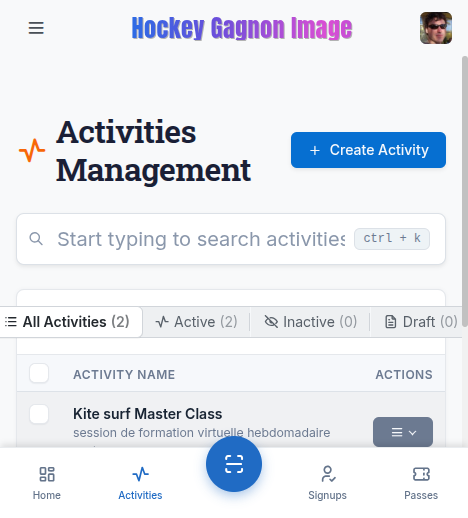 Hockey Gagnon Image
Activities
Management
Create Activity
Start typing to search activities
ctrl + k
All Activities (2)
Active (2)
Inactive (0)
Draft (0)
ACTIVITY NAME
ACTIONS
Kite surf Master Class
session de formation virtuelle hebdomadaire
Home
Activities
Signups
Passes